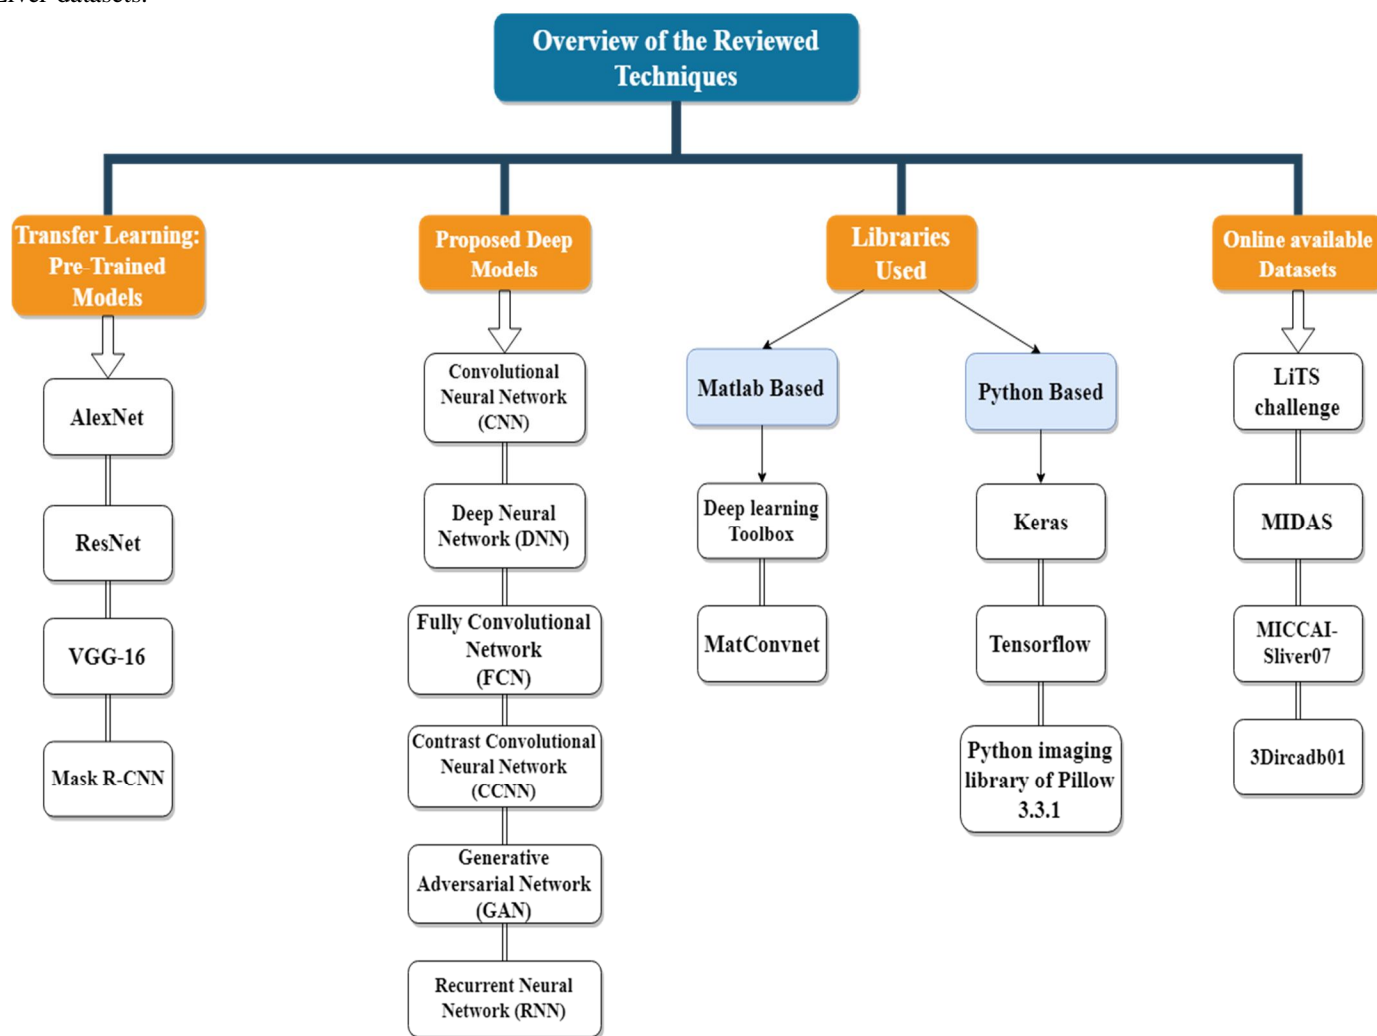 Liver datasets.
Overview of the Reviewed
Techniques
Transfer Learning:
Pre-Trained
Models
AlexNet
ResNet
VGG-16
Mask R-CNN
Proposed Deep
Models
Convolutional
Neural Network
(CNN)
Deep Neural
Network (DNN)
Fully Convolutional
Network
(FCN)
Contrast Convolutional
Neural Network
(CCNN)
Generative
Adversarial Network
(GAN)
Recurrent Neural
Network (RNN)
Libraries
Used
Matlab Based
Deep learning
Toolbox
MatConvnet
Python Based
Keras
Tensorflow
Python imaging
library of Pillow
3.3.1
Online available
Datasets
LiTS
challenge
MIDAS
MICCAI-
Sliver07
3Dircadb01